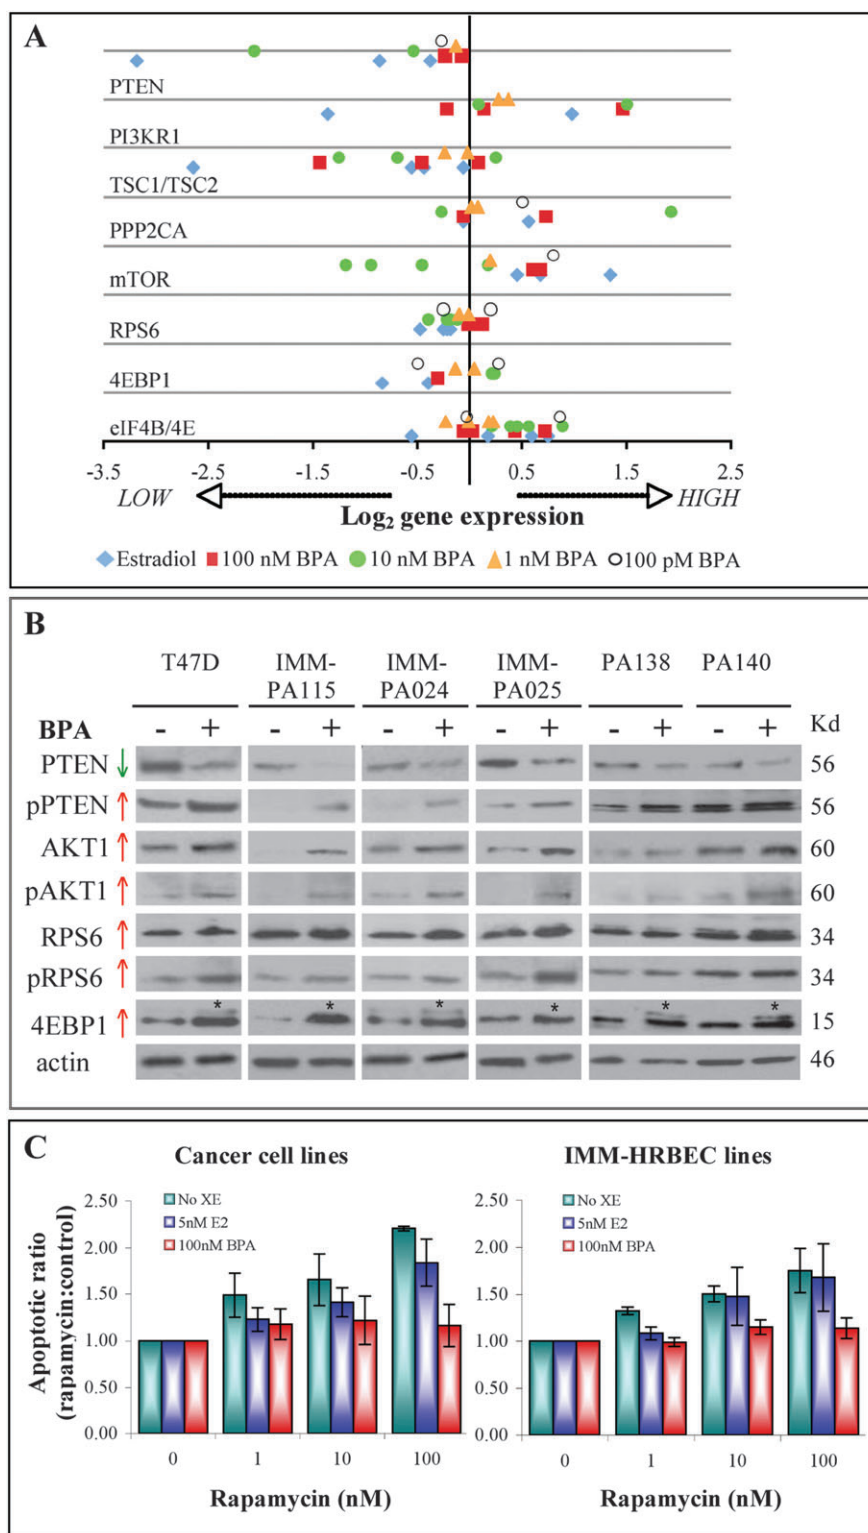 A
PTEN
PI3KR1
TSC1/TSC2
PPP2CA
mTOR
RPS6
4EBP1
eIF4B/4E
-3.5 -2.5 -1.5 -0.5 0.5 1.5 2.5
LOW HIGH
Log2 gene expression
Estradiol 100 nM BPA 10 nM BPA 1 nM BPA 100 pM BPA
B
T47D IMM-PA115 IMM-PA024 IMM-PA025 PA138 PA140
BPA - + - + - + - + - + - + Kd
PTEN ↓ 56
pPTEN ↑ 56
AKT1 ↑ 60
pAKT1 ↑ 60
RPS6 ↑ 34
pRPS6 ↑ 34
* * * * * *
4EBP1 ↑ 15
actin 46
C
Cancer cell lines
Apoptotic ratio
(rapamycin:control)
No XE
5nM E2
100nM BPA
2.50
2.00
1.50
1.00
0.50
0.00
0 1 10 100
Rapamycin (nM)
IMM-HRBEC lines
No XE
5nM E2
100nM BPA
2.50
2.00
1.50
1.00
0.50
0.00
0 1 10 100
Rapamycin (nM)